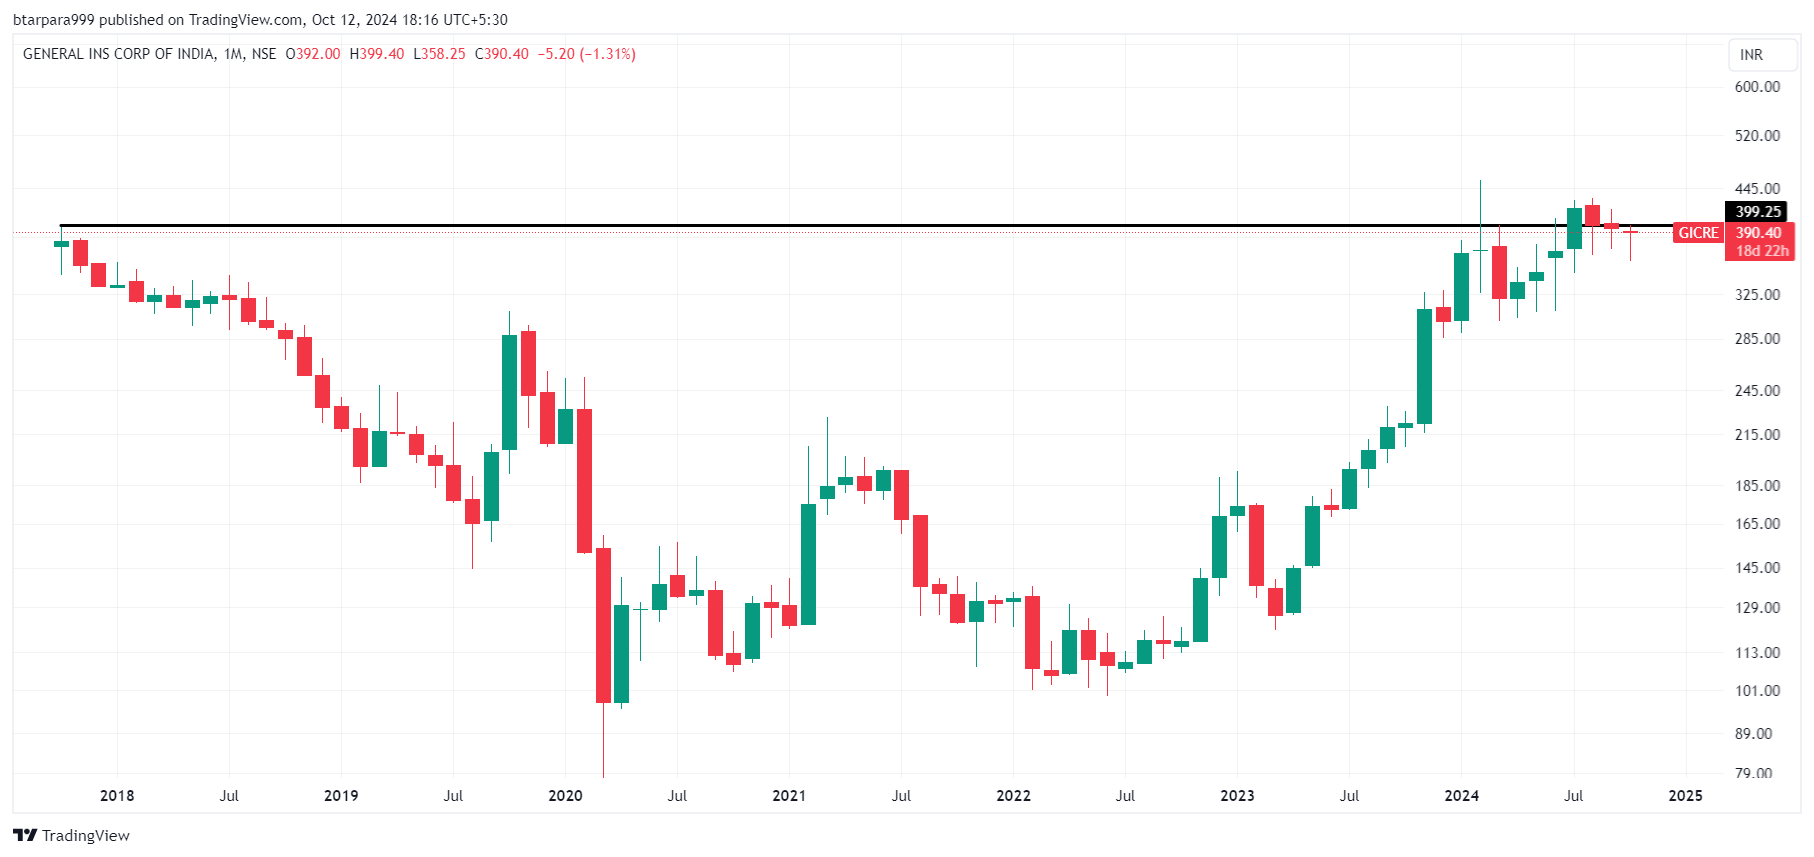 btarpara999 published on TradingView.com, Oct 12, 2024 18:16 UTC+5:30
GENERAL INS CORP OF INDIA, 1M, NSE O392.00 H399.40 L358.25 C390.40 −5.20 (−1.31%)
INR
600.00
520.00
445.00
399.25
GICRE 390.40
18d 22h
325.00
285.00
245.00
215.00
185.00
165.00
145.00
129.00
113.00
101.00
89.00
79.00
2018 Jul 2019 Jul 2020 Jul 2021 Jul 2022 Jul 2023 Jul 2024 Jul 2025
TradingView